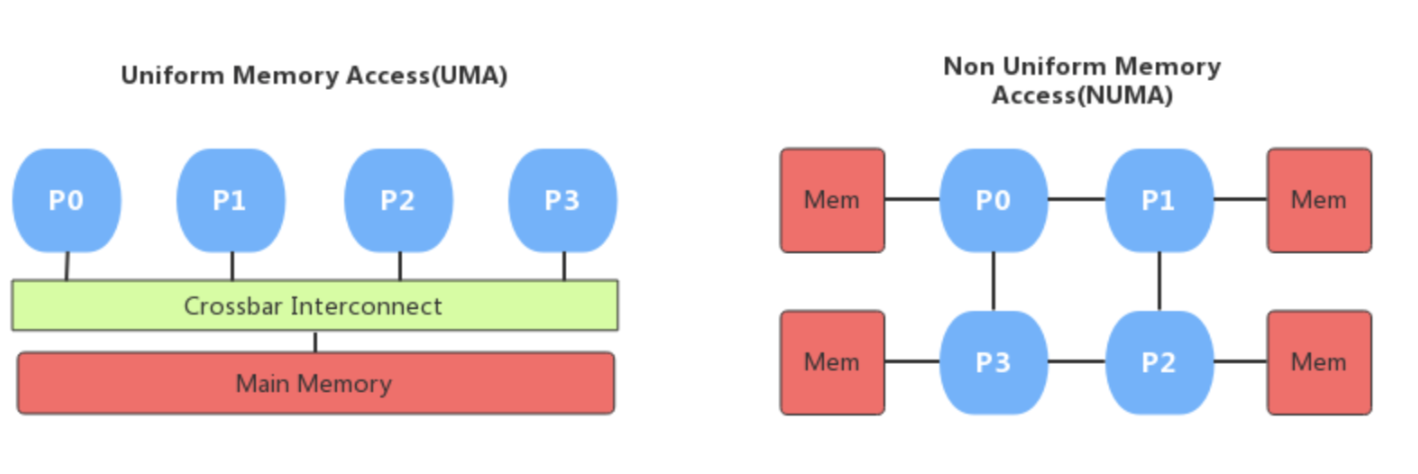 Uniform Memory Access(UMA)
P0
P1
P2
P3
Crossbar Interconnect
Main Memory
Non Uniform Memory
Access(NUMA)
Mem
P0
P1
Mem
Mem
P3
P2
Mem